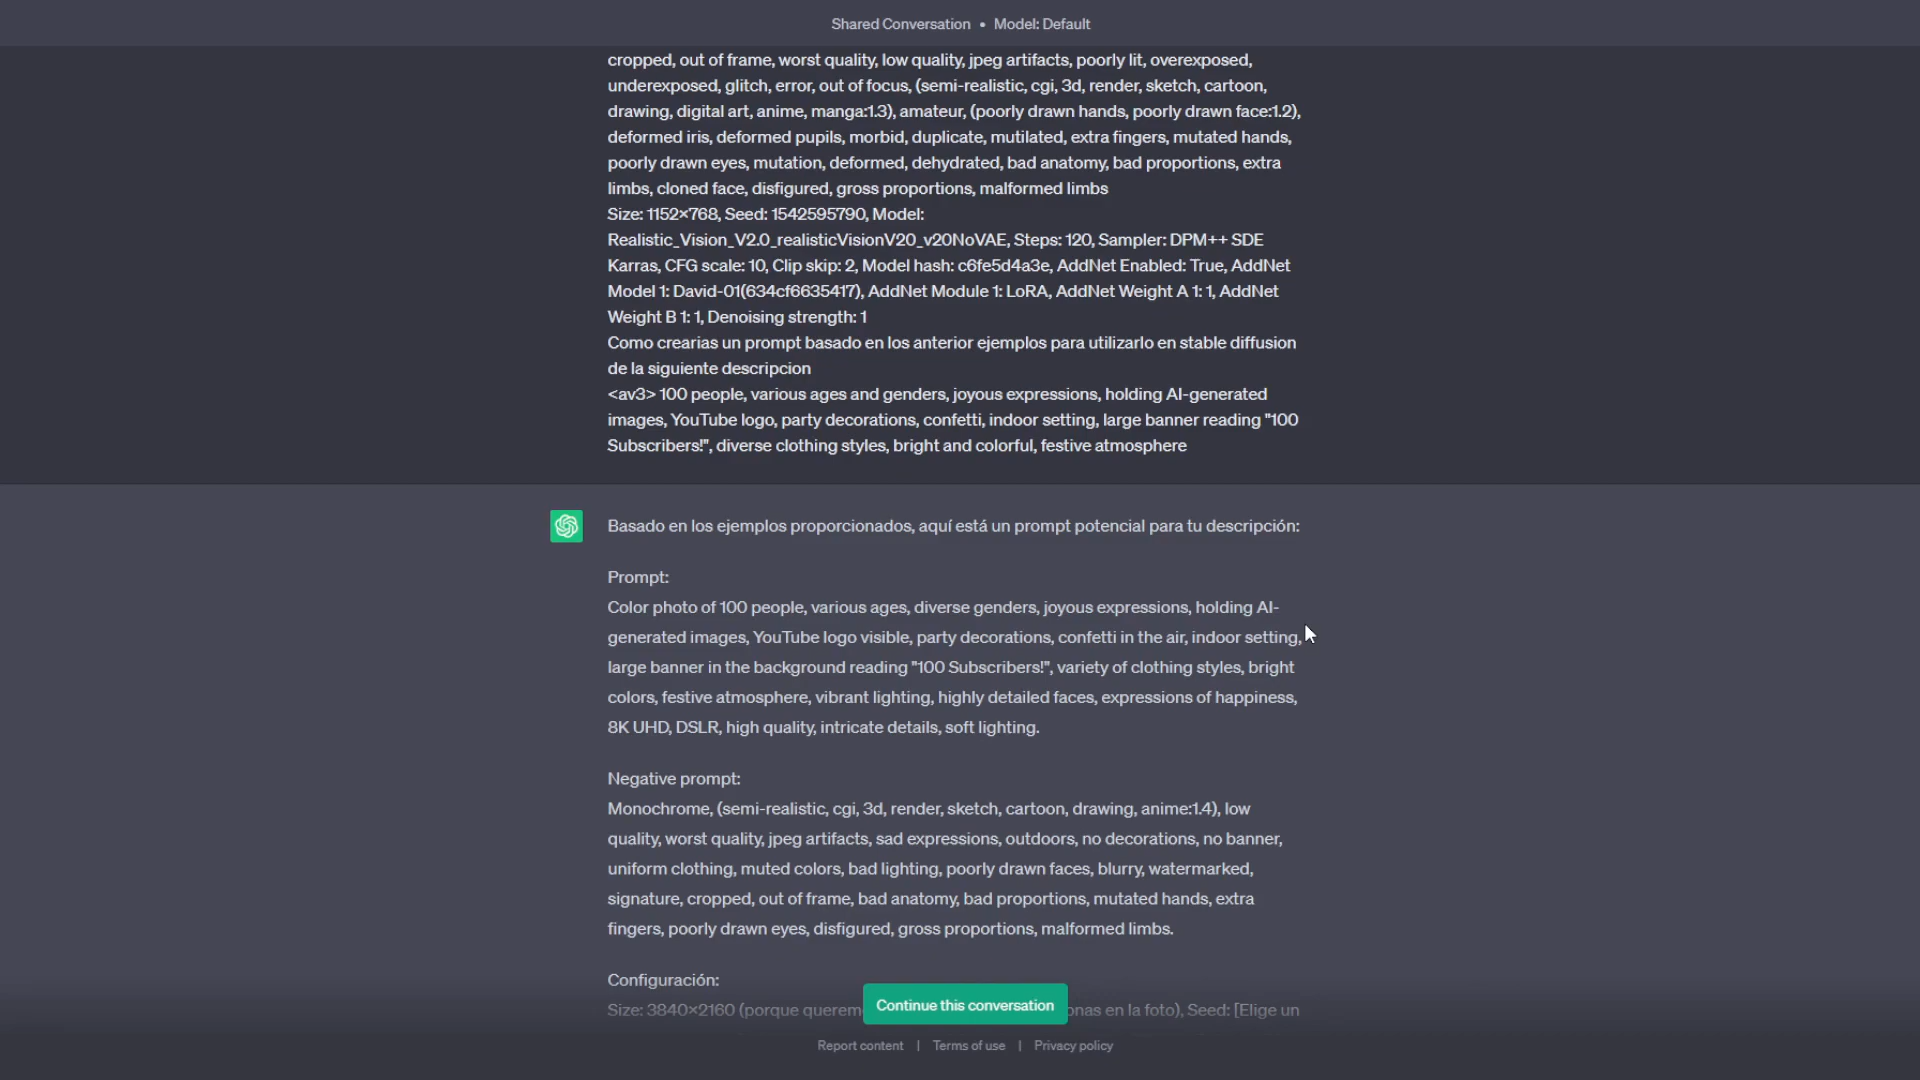 Shared Conversation • Model: Default
cropped, out of frame, worst quality, low quality, jpeg artifacts, poorly lit, overexposed,
underexposed, glitch, error, out of focus, (semi-realistic, cgi, 3d, render, sketch, cartoon,
drawing, digital art, anime, manga:1.3), amateur, (poorly drawn hands, poorly drawn face:1.2),
deformed iris, deformed pupils, morbid, duplicate, mutilated, extra fingers, mutated hands,
poorly drawn eyes, mutation, deformed, dehydrated, bad anatomy, bad proportions, extra
limbs, cloned face, disfigured, gross proportions, malformed limbs
Size: 1152×768, Seed: 1542595790, Model:
Realistic_Vision_V2.0_realisticVisionV20_v20NoVAE, Steps: 120, Sampler: DPM++ SDE
Karras, CFG scale: 10, Clip skip: 2, Model hash: c6fe5d4a3e, AddNet Enabled: True, AddNet
Model 1: David-01(634cf6635417), AddNet Module 1: LoRA, AddNet Weight A 1: 1, AddNet
Weight B 1: 1, Denoising strength: 1
Como crearias un prompt basado en los anterior ejemplos para utilizarlo en stable diffusion
de la siguiente descripcion
<av3> 100 people, various ages and genders, joyous expressions, holding AI-generated
images, YouTube logo, party decorations, confetti, indoor setting, large banner reading "100
Subscribers!", diverse clothing styles, bright and colorful, festive atmosphere
Basado en los ejemplos proporcionados, aquí está un prompt potencial para tu descripción:
Prompt:
Color photo of 100 people, various ages, diverse genders, joyous expressions, holding AI-
generated images, YouTube logo visible, party decorations, confetti in the air, indoor setting,
large banner in the background reading "100 Subscribers!", variety of clothing styles, bright
colors, festive atmosphere, vibrant lighting, highly detailed faces, expressions of happiness,
8K UHD, DSLR, high quality, intricate details, soft lighting.
Negative prompt:
Monochrome, (semi-realistic, cgi, 3d, render, sketch, cartoon, drawing, anime:1.4), low
quality, worst quality, jpeg artifacts, sad expressions, outdoors, no decorations, no banner,
uniform clothing, muted colors, bad lighting, poorly drawn faces, blurry, watermarked,
signature, cropped, out of frame, bad anatomy, bad proportions, mutated hands, extra
fingers, poorly drawn eyes, disfigured, gross proportions, malformed limbs.
Configuración:
Size: 3840×2160 (porque en la foto), Seed: [Elige un
Continue this conversation
Report content | Terms of use | Privacy policy